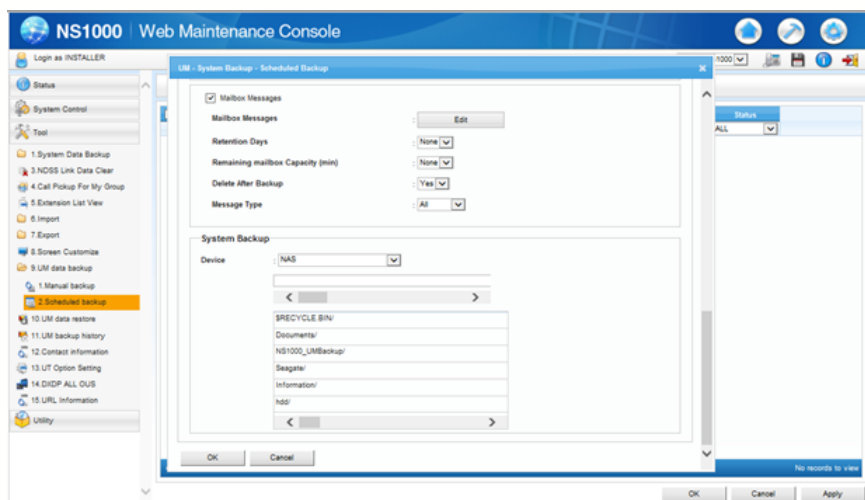 NS1000 Web Maintenance Console
Login as INSTALLER
Status
System Control
Tool
1.System Data Backup
3.NDSS Link Data Clear
4.Call Pickup For My Group
5.Extension List View
6.Import
7.Export
8.Screen Customize
9.UM data backup
1.Manual backup
2.Scheduled backup
10.UM data restore
11.UM backup history
12.Contact information
13.UT Option Setting
14.DXDP ALL OUS
15.URL Information
Utility
UM - System Backup - Scheduled Backup
Mailbox Messages
Mailbox Messages : Edit
Retention Days : None
Remaining mailbox Capacity (min) : None
Delete After Backup : Yes
Message Type : All
System Backup
Device : NAS
$RECYCLE.BIN/
Documents/
NS1000_UMBackup/
Seagate/
Information/
hdd/
OK Cancel
Status
ALL
No records to view
OK Cancel Apply